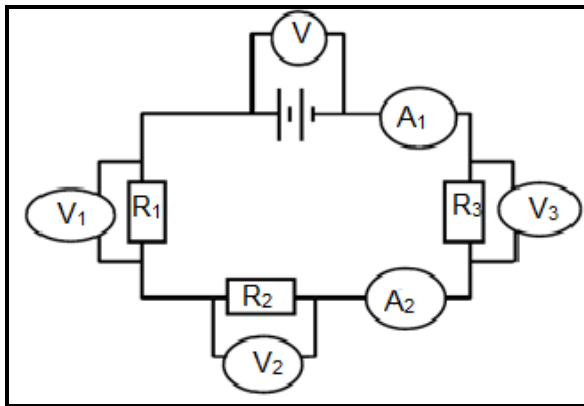 V
A₁
V₁
R₁
R₃
V₃
R₂
A₂
V₂